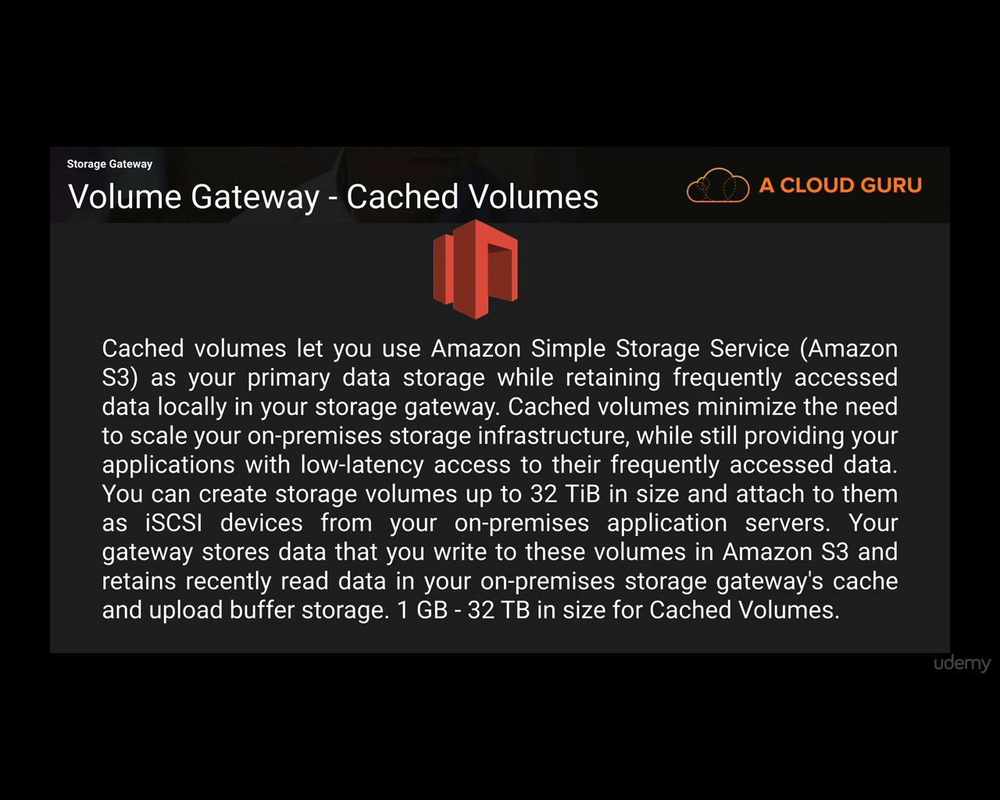 Storage Gateway
Volume Gateway - Cached Volumes
A CLOUD GURU
Cached volumes let you use Amazon Simple Storage Service (Amazon
S3) as your primary data storage while retaining frequently accessed
data locally in your storage gateway. Cached volumes minimize the need
to scale your on-premises storage infrastructure, while still providing your
applications with low-latency access to their frequently accessed data.
You can create storage volumes up to 32 TiB in size and attach to them
as iSCSI devices from your on-premises application servers. Your
gateway stores data that you write to these volumes in Amazon S3 and
retains recently read data in your on-premises storage gateway's cache
and upload buffer storage. 1 GB - 32 TB in size for Cached Volumes.
udemy